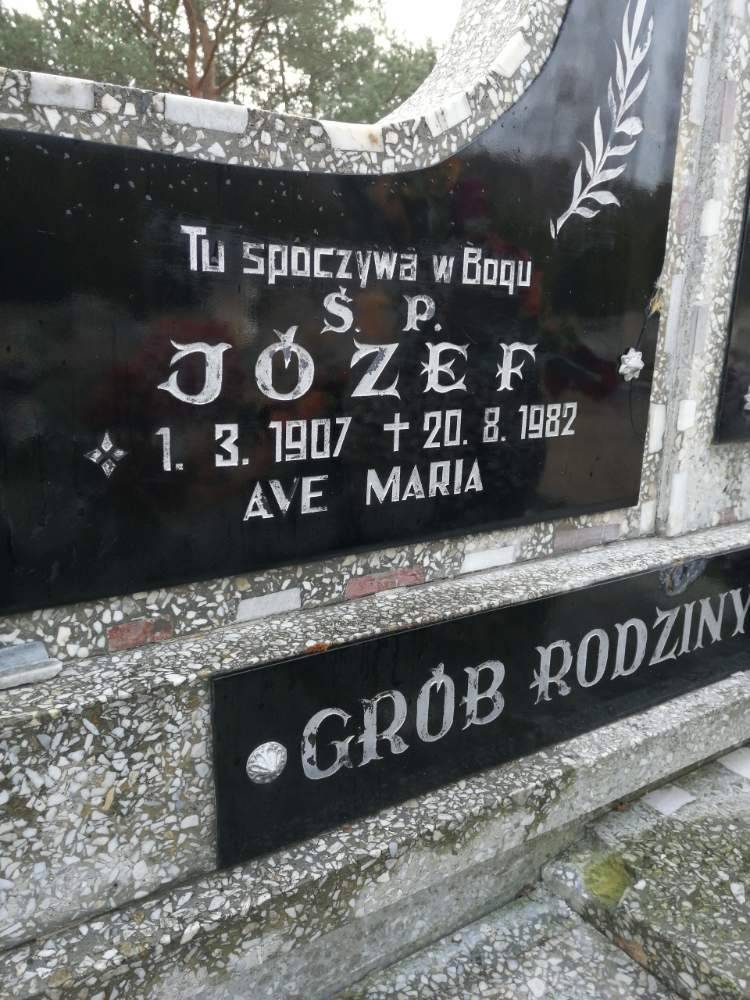 Tu spoczywa w Bogu
Ś. P.
JÓZEF
1. 3. 1907 ✝ 20. 8. 1982
AVE MARIA
GRÓB RODZINY